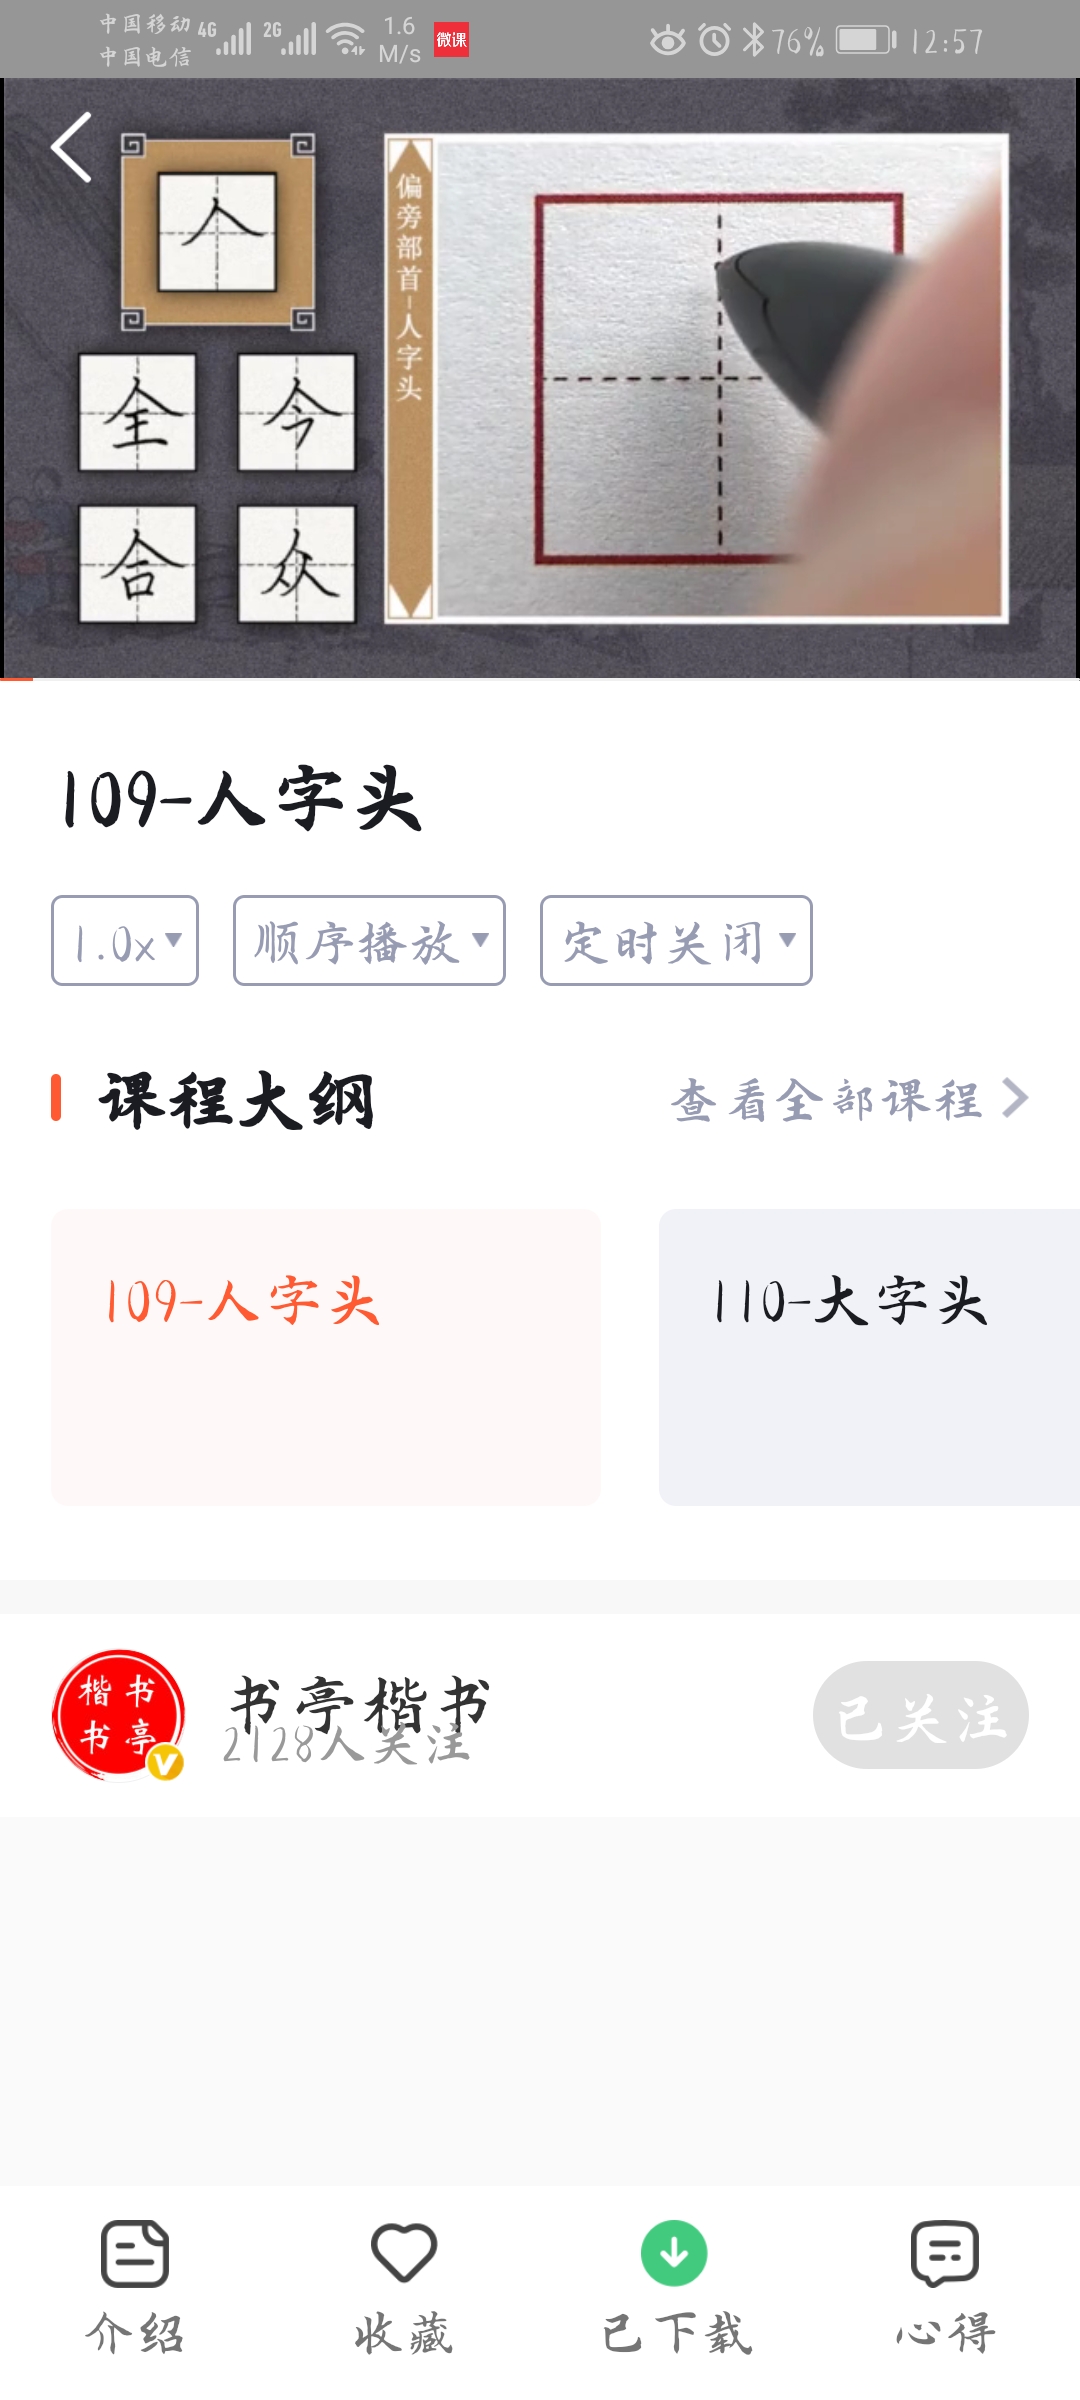 中国移动 4G 2G 1.6 M/s 微课 76% 12:57
中国电信
人
全 今
合 众
偏旁部首-人字头
109-人字头
1.0x 顺序播放 定时关闭
课程大纲 查看全部课程
109-人字头 110-大字头
楷书
书亭
书亭楷书
2128人关注
已关注
介绍 收藏 已下载 心得